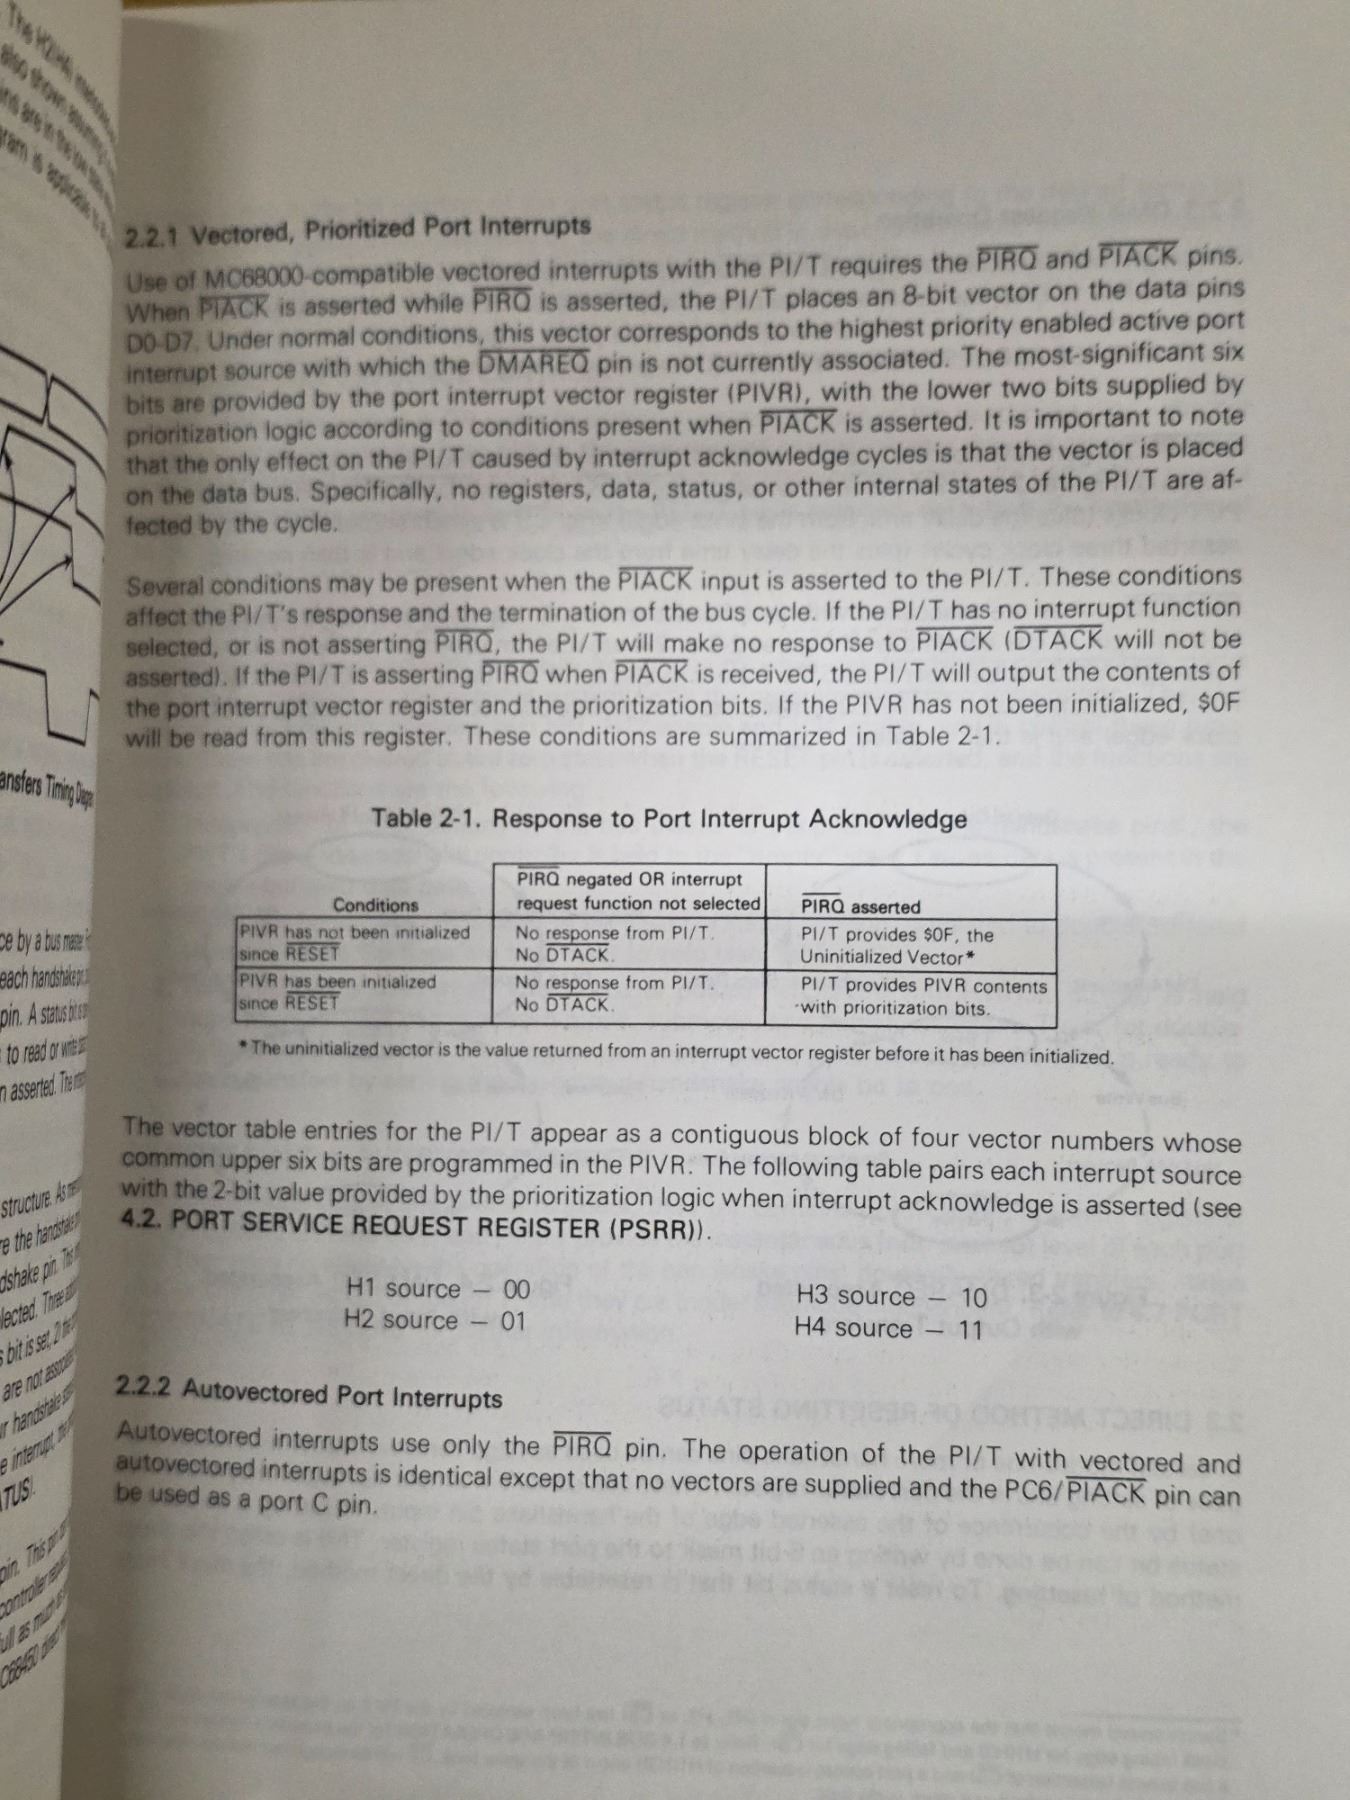 2.2.1 Vectored, Prioritized Port Interrupts
Use of MC68000-compatible vectored interrupts with the PI/T requires the PIRQ and PIACK pins.
When PIACK is asserted while PIRQ is asserted, the PI/T places an 8-bit vector on the data pins
D0-D7. Under normal conditions, this vector corresponds to the highest priority enabled active port
interrupt source with which the DMAREQ pin is not currently associated. The most-significant six
bits are provided by the port interrupt vector register (PIVR), with the lower two bits supplied by
prioritization logic according to conditions present when PIACK is asserted. It is important to note
that the only effect on the PI/T caused by interrupt acknowledge cycles is that the vector is placed
on the data bus. Specifically, no registers, data, status, or other internal states of the PI/T are af-
fected by the cycle.
Several conditions may be present when the PIACK input is asserted to the PI/T. These conditions
affect the PI/T's response and the termination of the bus cycle. If the PI/T has no interrupt function
selected, or is not asserting PIRQ, the PI/T will make no response to PIACK (DTACK will not be
asserted). If the PI/T is asserting PIRQ when PIACK is received, the PI/T will output the contents of
the port interrupt vector register and the prioritization bits. If the PIVR has not been initialized, $0F
will be read from this register. These conditions are summarized in Table 2-1.
Table 2-1. Response to Port Interrupt Acknowledge
Conditions
PIRQ negated OR interrupt
request function not selected
PIRQ asserted
PIVR has not been initialized
since RESET
No response from PI/T.
No DTACK.
PI/T provides $0F, the
Uninitialized Vector*
PIVR has been initialized
since RESET
No response from PI/T.
No DTACK.
PI/T provides PIVR contents
with prioritization bits.
*The uninitialized vector is the value returned from an interrupt vector register before it has been initialized.
The vector table entries for the PI/T appear as a contiguous block of four vector numbers whose
common upper six bits are programmed in the PIVR. The following table pairs each interrupt source
with the 2-bit value provided by the prioritization logic when interrupt acknowledge is asserted (see
4.2. PORT SERVICE REQUEST REGISTER (PSRR)).
H1 source — 00
H2 source — 01
H3 source — 10
H4 source — 11
2.2.2 Autovectored Port Interrupts
Autovectored interrupts use only the PIRQ pin. The operation of the PI/T with vectored and
autovectored interrupts is identical except that no vectors are supplied and the PC6/PIACK pin can
be used as a port C pin.